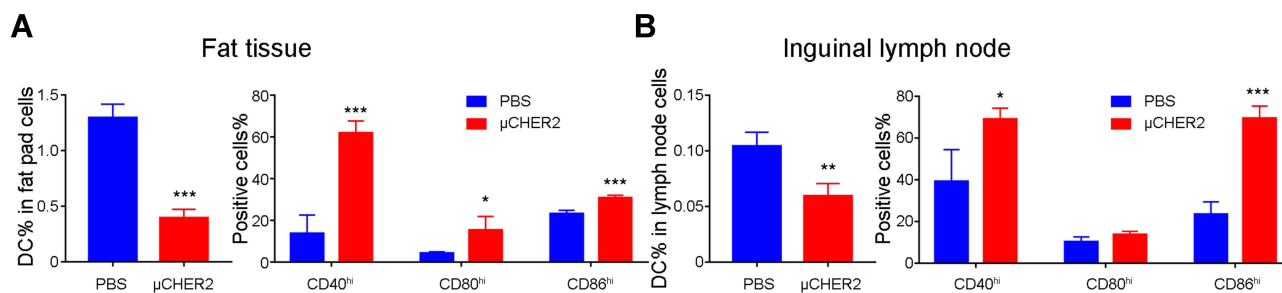 A
Fat tissue
DC% in fat pad cells
1.5
1.0
0.5
0.0
***
PBS
µCHER2
Positive cells%
80
60
40
20
0
***
*
***
PBS
µCHER2
CD40hi
CD80hi
CD86hi
B
Inguinal lymph node
DC% in lymph node cells
0.15
0.10
0.05
0.00
**
PBS
µCHER2
Positive cells%
80
60
40
20
0
*
***
PBS
µCHER2
CD40hi
CD80hi
CD86hi